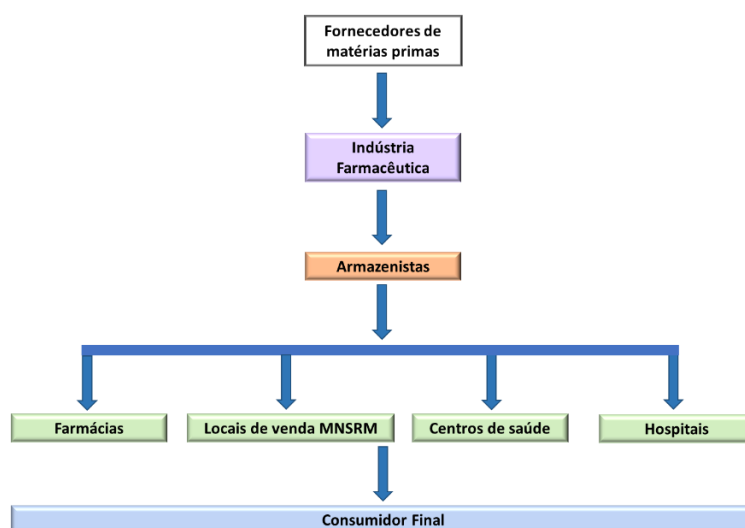 Fornecedores de
matérias primas
Indústria
Farmacêutica
Armazenistas
Farmácias
Locais de venda MNSRM
Centros de saúde
Hospitais
Consumidor Final